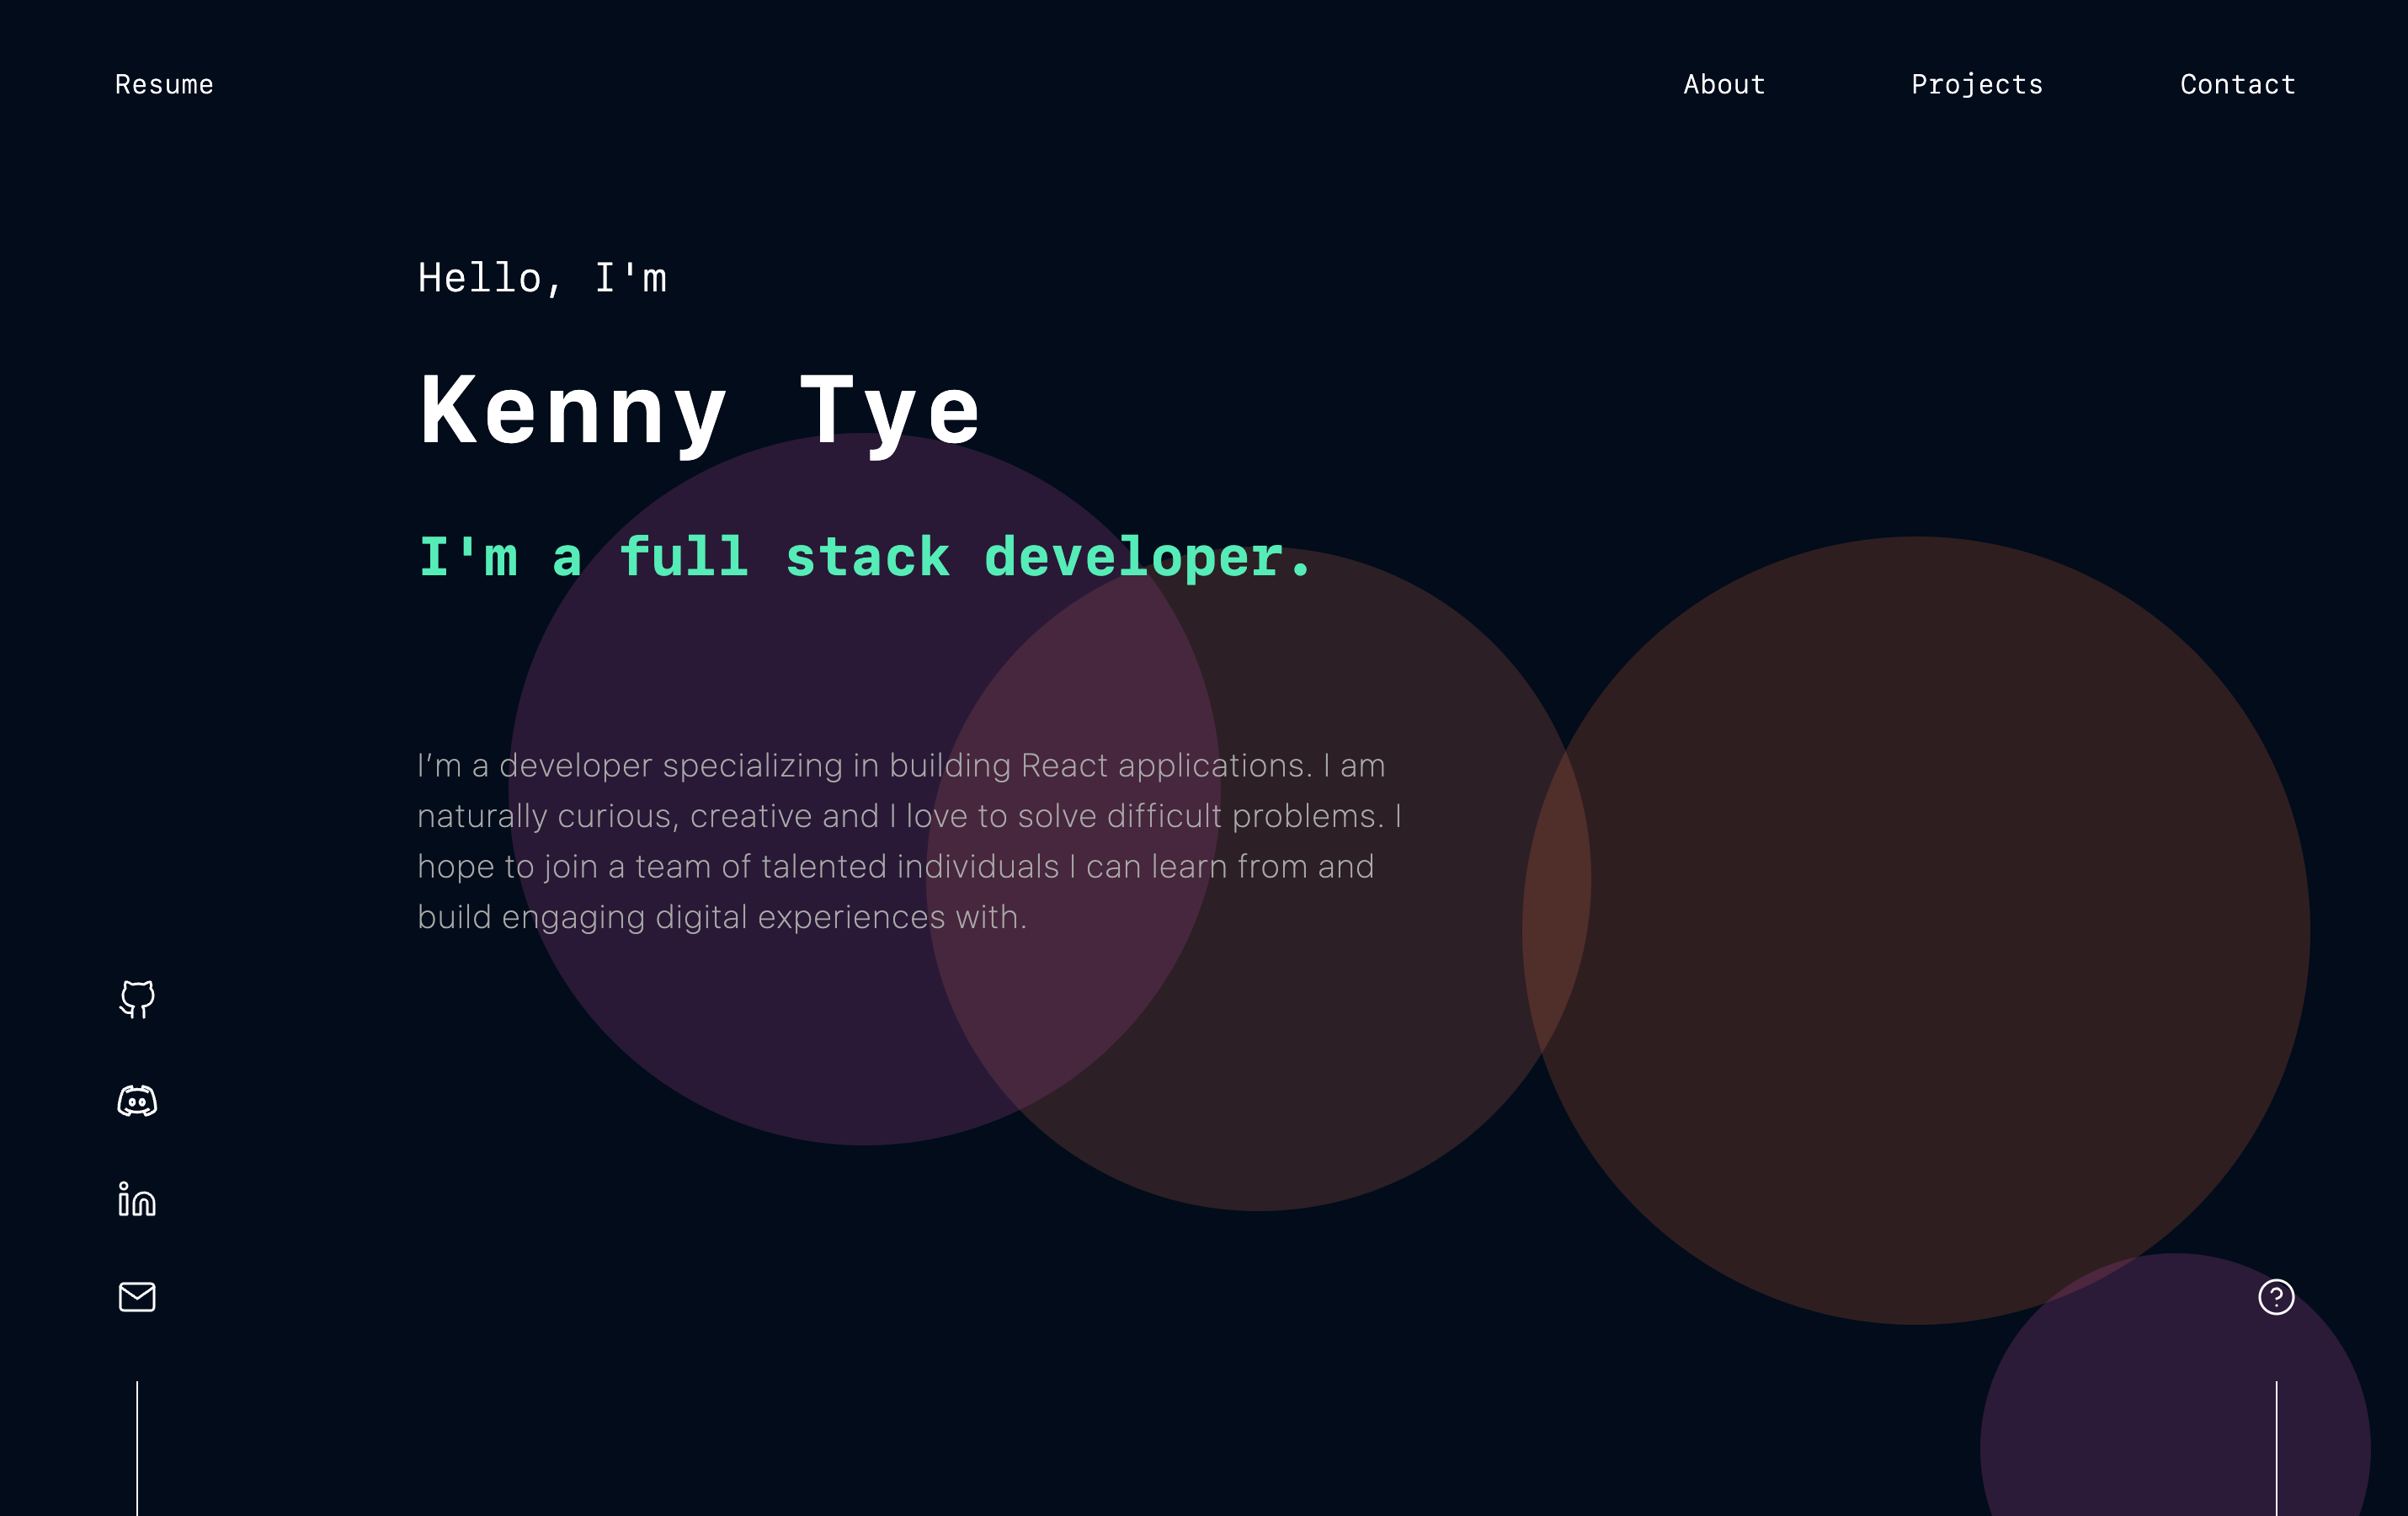 Resume
About
Projects
Contact
Hello, I'm
Kenny Tye
I'm a full stack developer.
I’m a developer specializing in building React applications. I am
naturally curious, creative and I love to solve difficult problems. I
hope to join a team of talented individuals I can learn from and
build engaging digital experiences with.